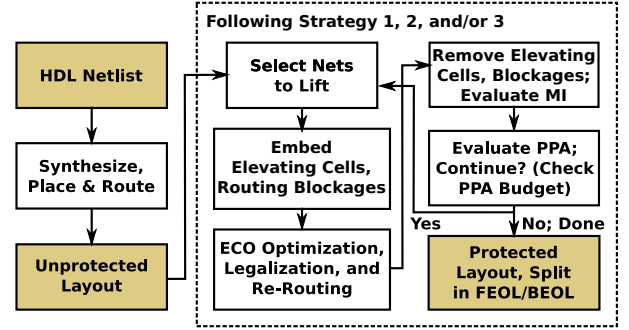 Following Strategy 1, 2, and/or 3
HDL Netlist
Synthesize,
Place & Route
Unprotected
Layout
Select Nets
to Lift
Embed
Elevating Cells,
Routing Blockages
ECO Optimization,
Legalization, and
Re-Routing
Remove Elevating
Cells, Blockages;
Evaluate MI
Evaluate PPA;
Continue? (Check
PPA Budget)
Yes
No; Done
Protected
Layout, Split
in FEOL/BEOL